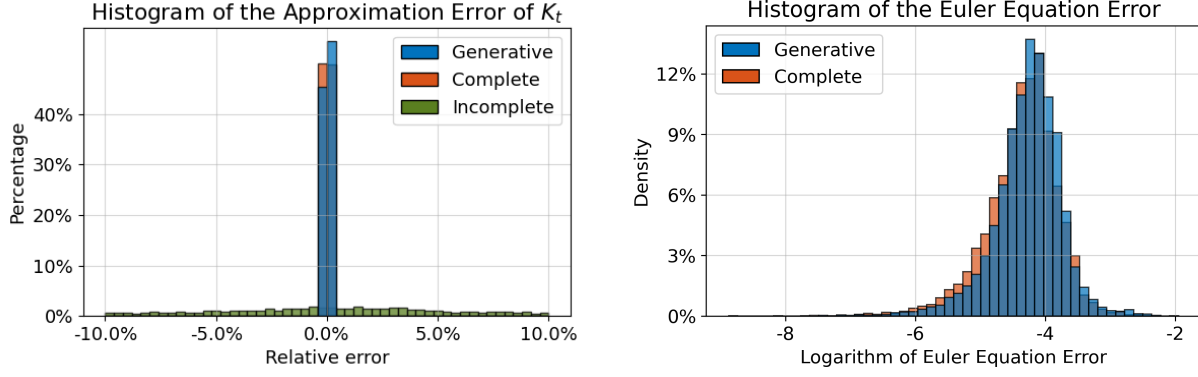 Histogram of the Approximation Error of K_t
Generative
Complete
Incomplete
Percentage
40%
30%
20%
10%
0%
-10.0%
-5.0%
0.0%
5.0%
10.0%
Relative error
Histogram of the Euler Equation Error
Generative
Complete
Density
12%
9%
6%
3%
0%
-8
-6
-4
-2
Logarithm of Euler Equation Error